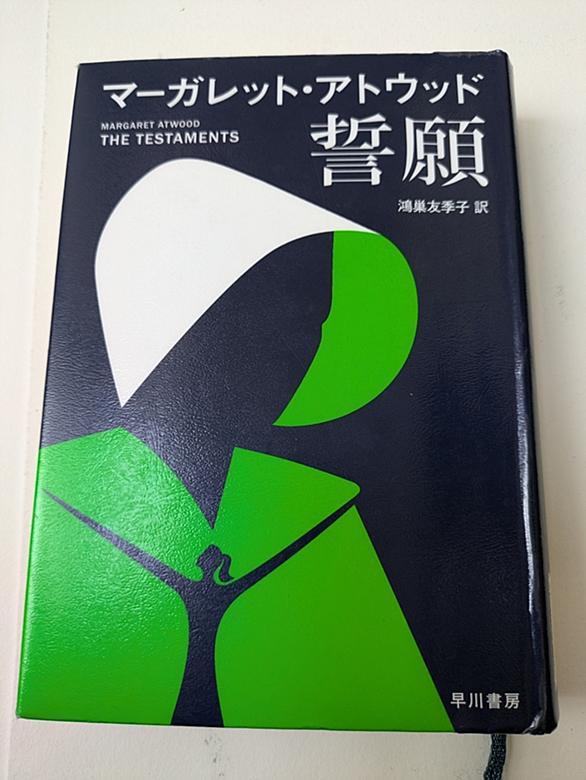 マーガレット・アトウッド
MARGARET ATWOOD
THE TESTAMENTS
誓願
鴻巣友季子 訳
早川書房